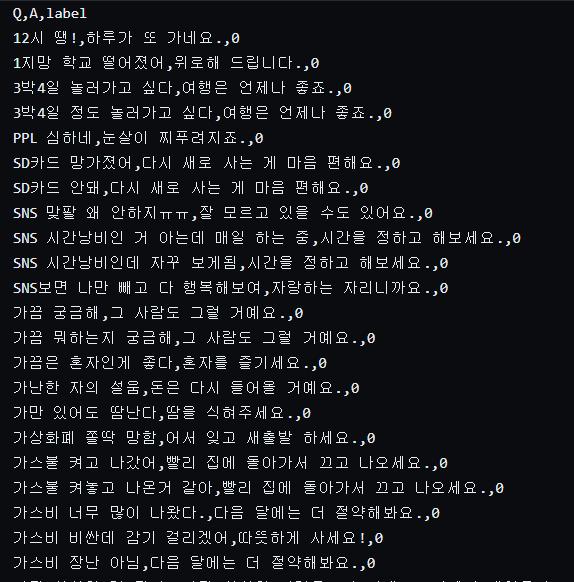 Q,A,label
12시 땡!,하루가 또 가네요.,0
1지망 학교 떨어졌어,위로해 드립니다.,0
3박4일 놀러가고 싶다,여행은 언제나 좋죠.,0
3박4일 정도 놀러가고 싶다,여행은 언제나 좋죠.,0
PPL 심하네,눈살이 찌푸려지죠.,0
SD카드 망가졌어,다시 새로 사는 게 마음 편해요.,0
SD카드 안돼,다시 새로 사는 게 마음 편해요.,0
SNS 맞팔 왜 안하지ㅠㅠ,잘 모르고 있을 수도 있어요.,0
SNS 시간낭비인 거 아는데 매일 하는 중,시간을 정하고 해보세요.,0
SNS 시간낭비인데 자꾸 보게됨,시간을 정하고 해보세요.,0
SNS보면 나만 빼고 다 행복해보여,자랑하는 자리니까요.,0
가끔 궁금해,그 사람도 그럴 거예요.,0
가끔 뭐하는지 궁금해,그 사람도 그럴 거예요.,0
가끔은 혼자인게 좋다,혼자를 즐기세요.,0
가난한 자의 설움,돈은 다시 들어올 거예요.,0
가만 있어도 땀난다,땀을 식혀주세요.,0
가상화폐 쫄딱 망함,어서 잊고 새출발 하세요.,0
가스불 켜고 나갔어,빨리 집에 돌아가서 끄고 나오세요.,0
가스불 켜놓고 나온거 같아,빨리 집에 돌아가서 끄고 나오세요.,0
가스비 너무 많이 나왔다.,다음 달에는 더 절약해봐요.,0
가스비 비싼데 감기 걸리겠어,따뜻하게 사세요!,0
가스비 장난 아님,다음 달에는 더 절약해봐요.,0